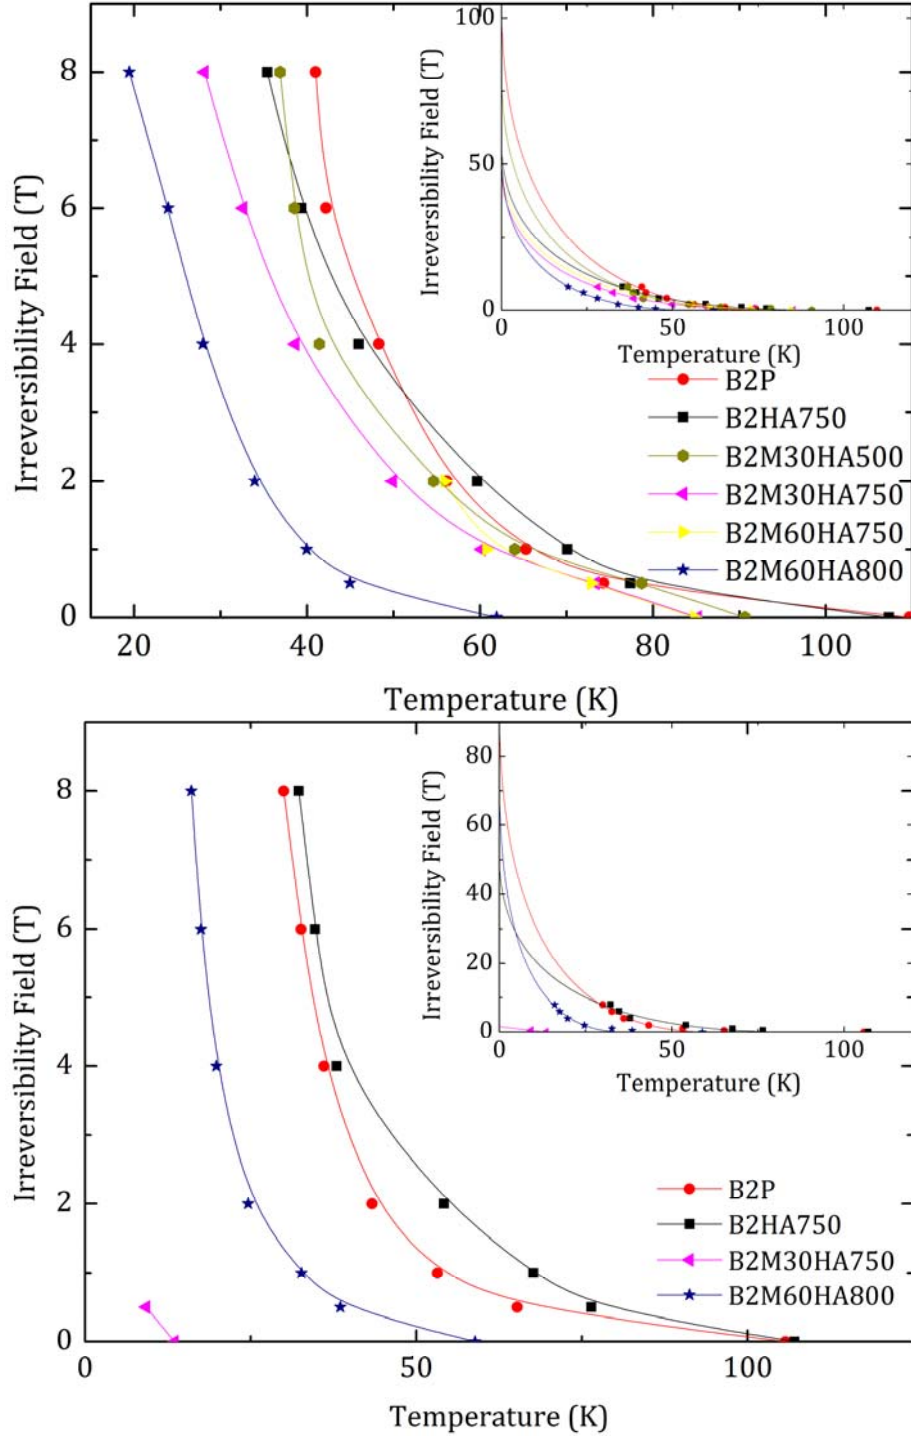 100
50
0
0
50
100
Irreversibility Field (T)
Temperature (K)
8
6
4
2
0
20
40
60
80
100
Irreversibility Field (T)
Temperature (K)
B2P
B2HA750
B2M30HA500
B2M30HA750
B2M60HA750
B2M60HA800
80
60
40
20
0
0
50
100
Irreversibility Field (T)
Temperature (K)
8
6
4
2
0
0
50
100
Irreversibility Field (T)
Temperature (K)
B2P
B2HA750
B2M30HA750
B2M60HA800